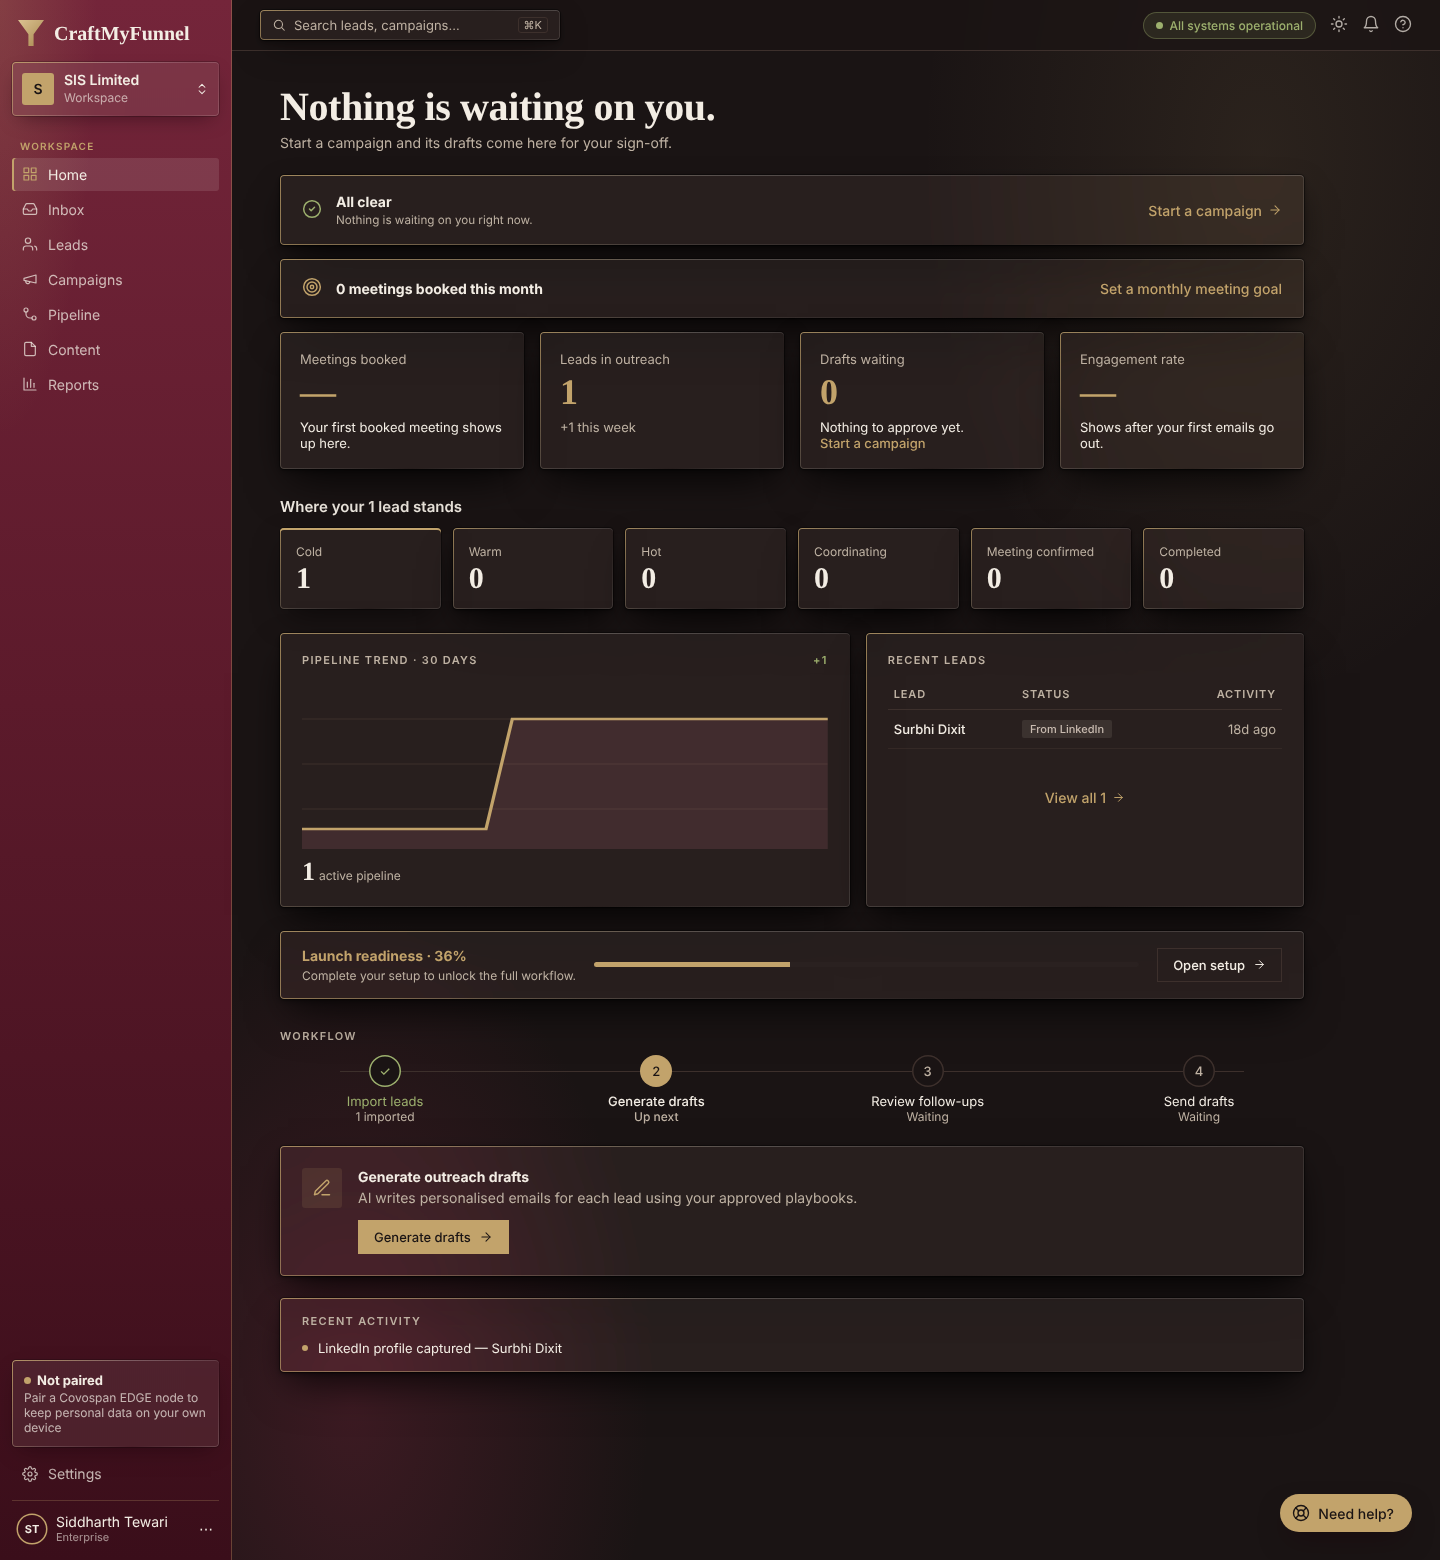 CraftMyFunnel
S
SIS Limited
Workspace
WORKSPACE
Home
Inbox
Leads
Campaigns
Pipeline
Content
Reports
Not paired
Pair a Covospan EDGE node to
keep personal data on your own
device
Settings
ST
Siddharth Tewari
Enterprise
Search leads, campaigns...
⌘K
All systems operational
Nothing is waiting on you.
Start a campaign and its drafts come here for your sign-off.
All clear
Nothing is waiting on you right now.
Start a campaign →
0 meetings booked this month
Set a monthly meeting goal
Meetings booked
—
Your first booked meeting shows
up here.
Leads in outreach
1
+1 this week
Drafts waiting
0
Nothing to approve yet.
Start a campaign
Engagement rate
—
Shows after your first emails go
out.
Where your 1 lead stands
Cold
1
Warm
0
Hot
0
Coordinating
0
Meeting confirmed
0
Completed
0
PIPELINE TREND · 30 DAYS
+1
1 active pipeline
RECENT LEADS
LEAD STATUS ACTIVITY
Surbhi Dixit From LinkedIn 18d ago
View all 1 →
Launch readiness · 36%
Complete your setup to unlock the full workflow.
Open setup →
WORKFLOW
Import leads
1 imported
2
Generate drafts
Up next
3
Review follow-ups
Waiting
4
Send drafts
Waiting
Generate outreach drafts
AI writes personalised emails for each lead using your approved playbooks.
Generate drafts →
RECENT ACTIVITY
LinkedIn profile captured — Surbhi Dixit
Need help?